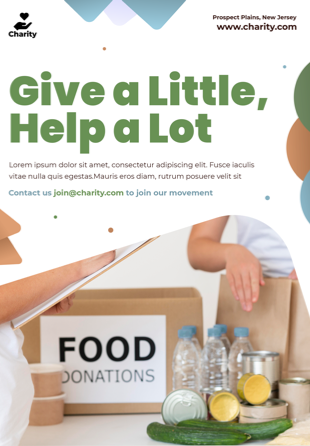 Charity
Prospect Plains, New Jersey
www.charity.com
Give a Little,
Help a Lot
Lorem ipsum dolor sit amet, consectetur adipiscing elit. Fusce iaculis
vitae nulla quis egestas.Mauris eros diam, rutrum posuere velit sit
Contact us join@charity.com to join our movement
FOOD
DONATIONS